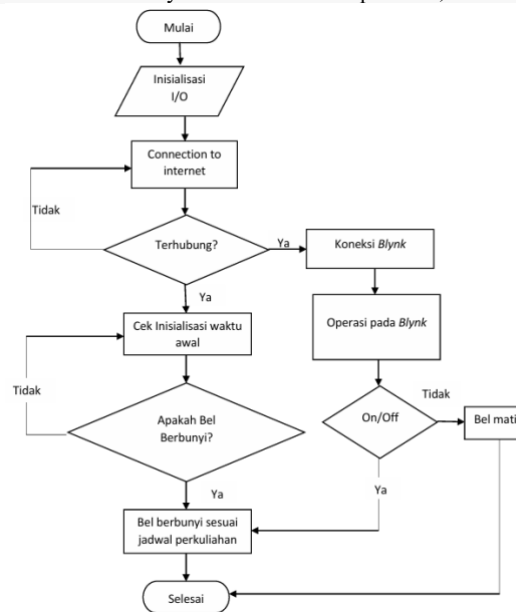 Mulai
Inisialisasi
I/O
Connection to
internet
Tidak
Terhubung?
Ya
Koneksi Blynk
Ya
Cek Inisialisasi waktu
awal
Operasi pada Blynk
Tidak
Apakah Bel
Berbunyi?
On/Off
Tidak
Bel mati
Ya
Ya
Bel berbunyi sesuai
jadwal perkuliahan
Selesai